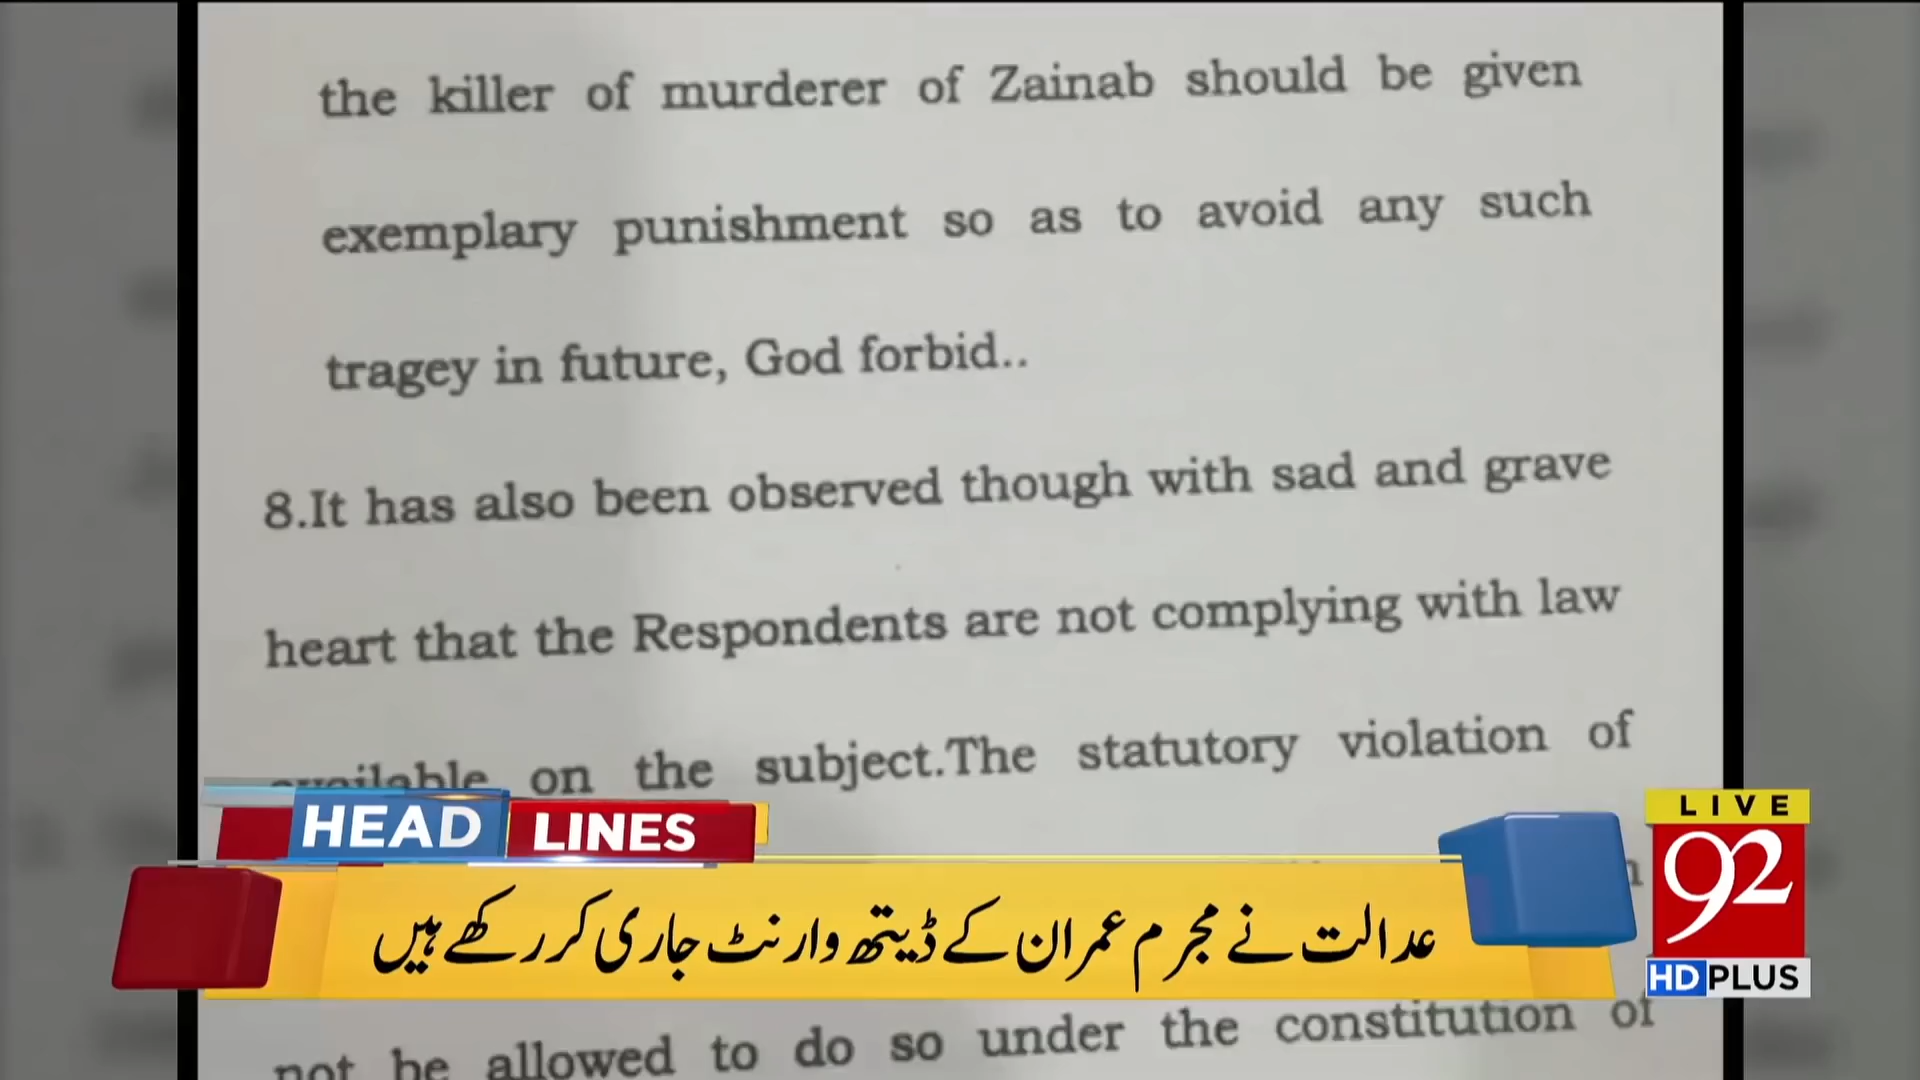 the killer of murderer of Zainab should be given
exemplary punishment so as to avoid any such
tragey in future, God forbid..
8.It has also been observed though with sad and grave
heart that the Respondents are not complying with law
available on the subject.The statutory violation of
HEAD LINES
LIVE
92
HD PLUS
عدالت نے مجرم عمران کے ڈیتھ وارنٹ جاری کر رکھے ہیں
not be allowed to do so under the constitution of